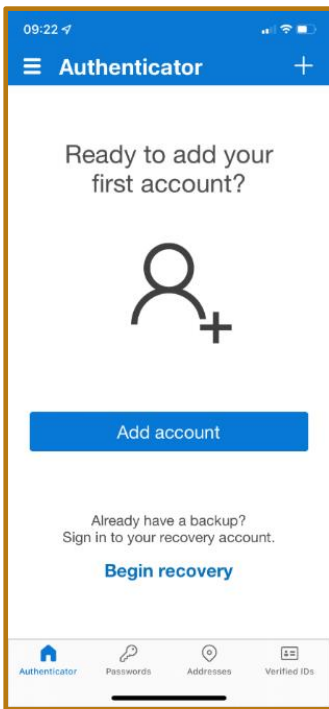 09:22
Authenticator
Ready to add your
first account?
Add account
Already have a backup?
Sign in to your recovery account.
Begin recovery
Authenticator
Passwords
Addresses
Verified IDs